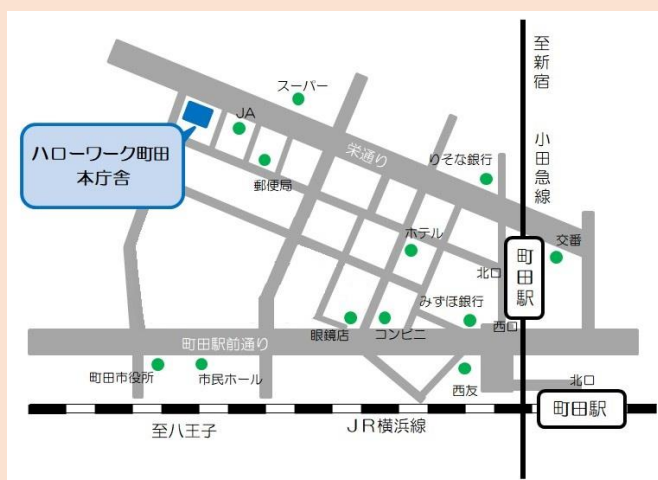 至新宿
小田急線
スーパー
JA
ハローワーク町田
本庁舎
郵便局
栄通り
りそな銀行
ホテル
交番
北口
町田駅
みずほ銀行
西口
眼鏡店
コンビニ
町田駅前通り
町田市役所
市民ホール
西友
北口
町田駅
至八王子
JR横浜線